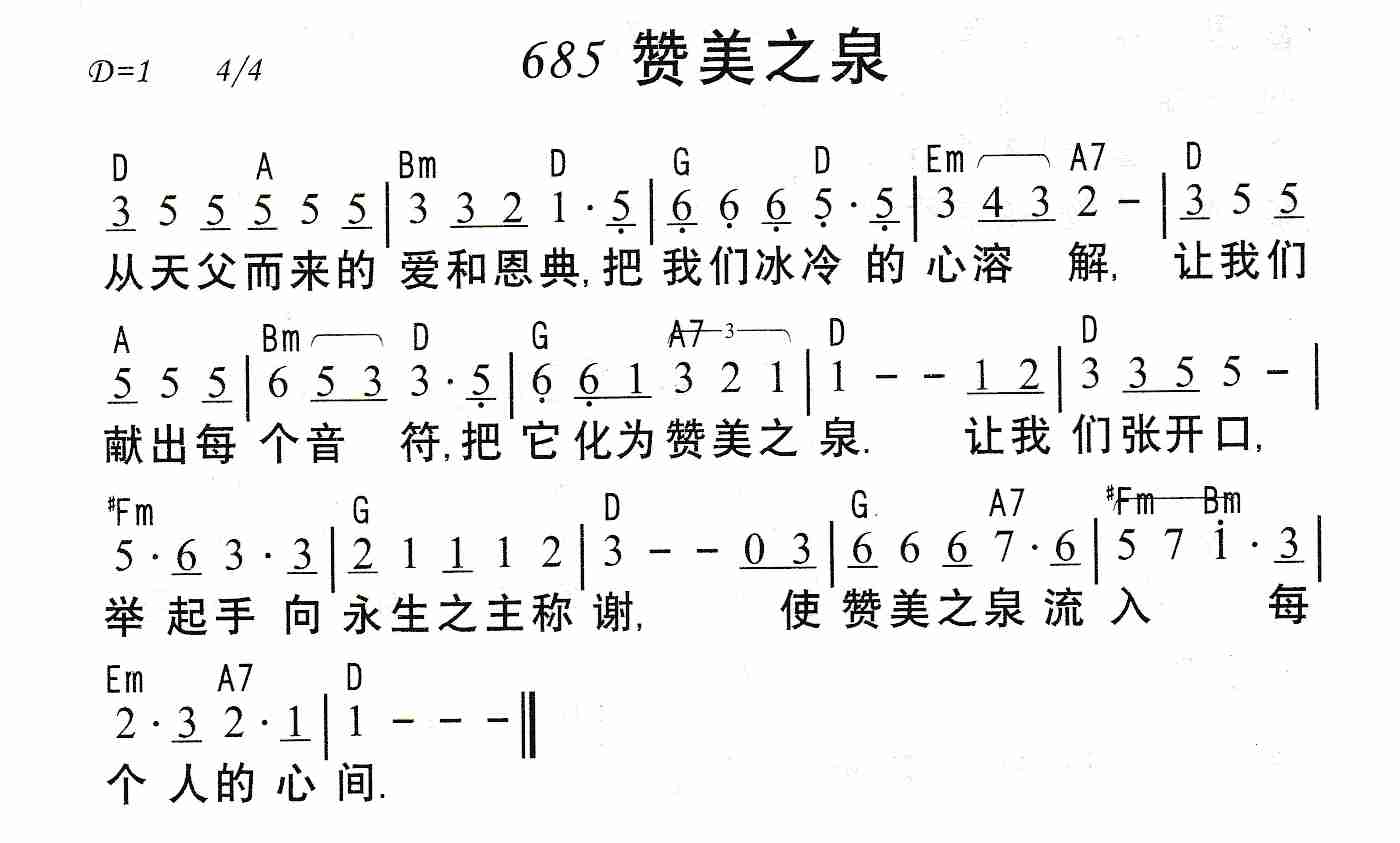 D=1 4/4 685 赞美之泉
D A Bm D G D Em A7 D
3 5 5 5 5 5 | 3 3 2 1 · 5 | 6 6 6 5 · 5 | 3 4 3 2 – | 3 5 5
从天父而来的 爱和恩典,把 我们冰冷 的 心溶 解, 让我们
A Bm D G A7 3 D D
5 5 5 | 6 5 3 3 · 5 | 6 6 1 3 2 1 | 1 – – 1 2 | 3 3 5 5 – |
献出每 个音 符,把 它化为赞美之 泉. 让我 们张开口,
#Fm G D G A7 #Fm Bm
5 · 6 3 · 3 | 2 1 1 1 2 | 3 – – 0 3 | 6 6 6 7 · 6 | 5 7 1 · 3 |
举 起手 向 永生之主称 谢, 使 赞美之泉 流 入 每
Em A7 D
2 · 3 2 · 1 | 1 – – – ‖
个 人的 心 间.